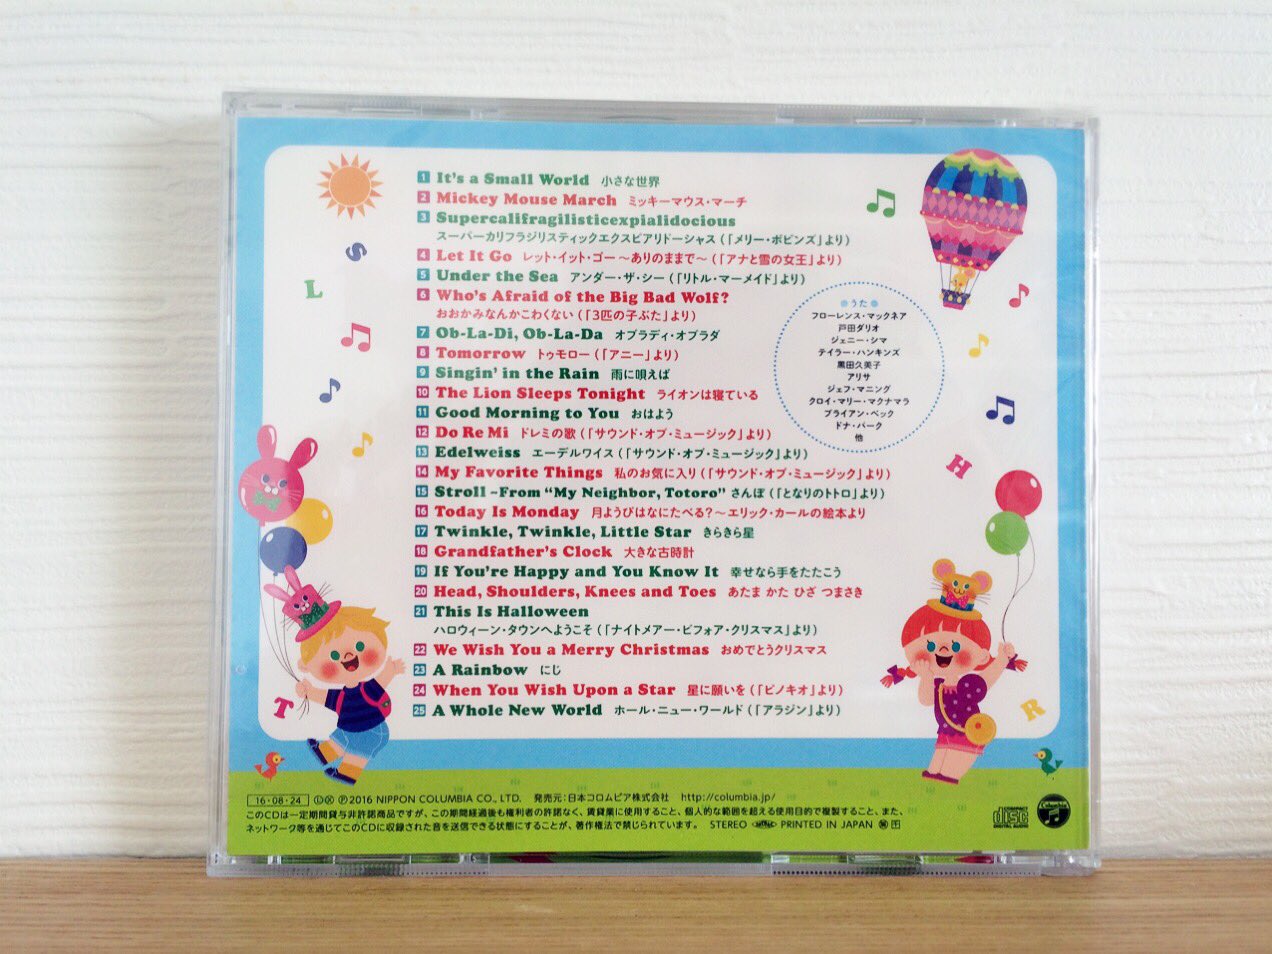 1 It's a Small World 小さな世界
2 Mickey Mouse March ミッキーマウス・マーチ
3 Supercalifragilisticexpialidocious
スーパーカリフラジリスティックエクスピアリドーシャス(「メリー・ポピンズ」より)
4 Let It Go レット・イット・ゴー〜ありのままで〜(「アナと雪の女王」より)
5 Under the Sea アンダー・ザ・シー(「リトル・マーメイド」より)
6 Who's Afraid of the Big Bad Wolf?
おおかみなんかこわくない(「3匹の子ぶた」より)
7 Ob-La-Di, Ob-La-Da オブラディ・オブラダ
8 Tomorrow トゥモロー(「アニー」より)
9 Singin' in the Rain 雨に唄えば
10 The Lion Sleeps Tonight ライオンは寝ている
11 Good Morning to You おはよう
12 Do Re Mi ドレミの歌(「サウンド・オブ・ミュージック」より)
13 Edelweiss エーデルワイス(「サウンド・オブ・ミュージック」より)
14 My Favorite Things 私のお気に入り(「サウンド・オブ・ミュージック」より)
15 Stroll –From “My Neighbor, Totoro” さんぽ(「となりのトトロ」より)
16 Today Is Monday 月ようびはなにたべる?〜エリック・カールの絵本より
17 Twinkle, Twinkle, Little Star きらきら星
18 Grandfather's Clock 大きな古時計
19 If You're Happy and You Know It 幸せなら手をたたこう
20 Head, Shoulders, Knees and Toes あたま かた ひざ つまさき
21 This Is Halloween
ハロウィーン・タウンへようこそ(「ナイトメアー・ビフォア・クリスマス」より)
22 We Wish You a Merry Christmas おめでとうクリスマス
23 A Rainbow にじ
24 When You Wish Upon a Star 星に願いを(「ピノキオ」より)
25 A Whole New World ホール・ニュー・ワールド(「アラジン」より)
うた
フローレンス・マックネア
戸田ダリオ
ジェニー・シマ
テイラー・ハンキンズ
黒田久美子
アリサ
ジェフ・マニング
クロイ・マリー・マクナマラ
ブライアン・ペック
ドナ・バーク
他
S
L
H
T
R
16・08・24 Ⓛ Ⓧ Ⓟ2016 NIPPON COLUMBIA CO., LTD. 発売元:日本コロムビア株式会社 http://columbia.jp/
このCDは一定期間貸与非許諾商品ですが、この期間経過後も権利者の許諾なく、賃貸業に使用すること、個人的な範囲を超える使用目的で複製すること、また、
ネットワーク等を通じてこのCDに収録された音を送信できる状態にすることが、著作権法で禁じられています。 STEREO PRINTED IN JAPAN
COMPACT
disc
DIGITAL AUDIO